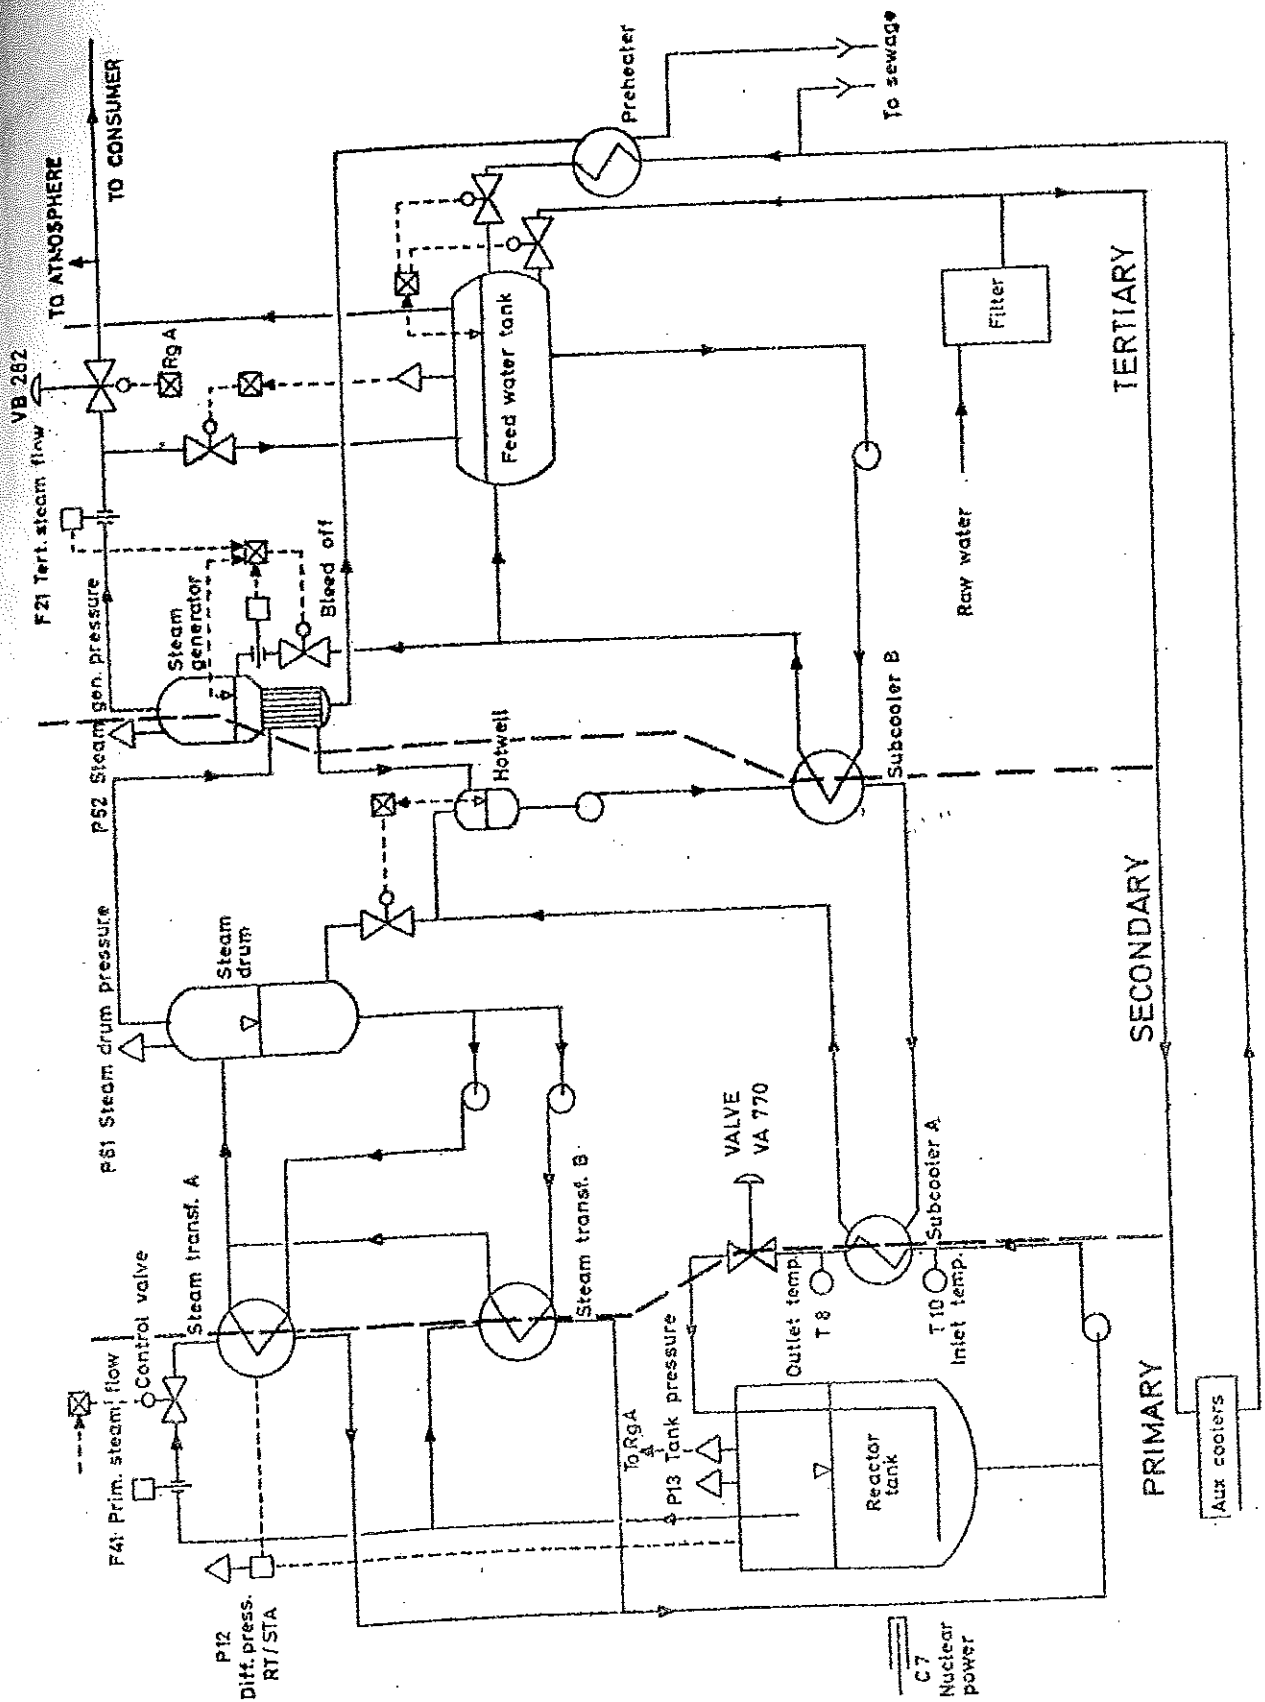 P12
Diff. press.
RT/STA
F41 Prim. steam flow
Control valve
Steam transf. A
P61 Steam drum pressure
Steam
drum
P52 Steam gen. pressure
Steam
generator
F21 Tert. steam flow
VB 282
RgA
TO ATMOSPHERE
TO CONSUMER
Bleed off
Hotwell
Feed water tank
Preheater
To sewage
Steam transf. B
To RgA
P13 Tank pressure
VALVE
VA 770
Outlet temp.
T 8
T 10
Inlet temp.
Subcooler A
Subcooler B
Raw water
Filter
Reactor
tank
C7
Nuclear
power
PRIMARY
SECONDARY
TERTIARY
Aux coolers